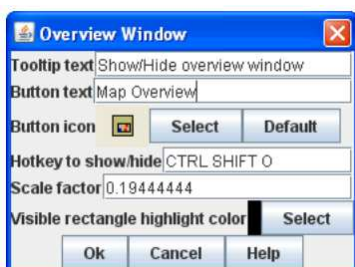 Overview Window
Tooltip text Show/Hide overview window
Button text Map Overview
Button icon Select Default
Hotkey to show/hide CTRL SHIFT O
Scale factor 0.19444444
Visible rectangle highlight color Select
Ok Cancel Help